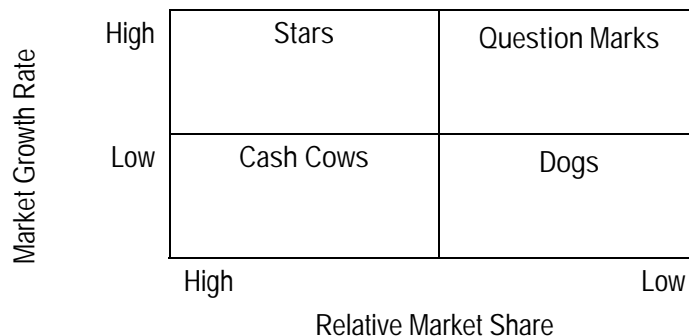 High
Stars
Question Marks
Market Growth Rate
Low
Cash Cows
Dogs
High
Low
Relative Market Share